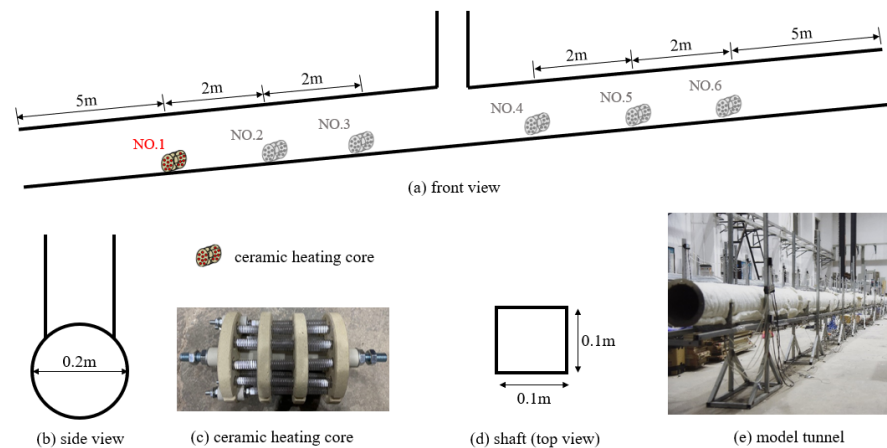 5m
2m
2m
2m
2m
5m
NO.1
NO.2
NO.3
NO.4
NO.5
NO.6
(a) front view
ceramic heating core
0.2m
0.1m
0.1m
(b) side view
(c) ceramic heating core
(d) shaft (top view)
(e) model tunnel